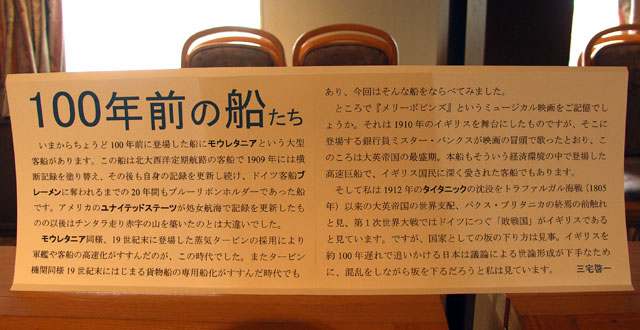 100年前の船たち
いまからちょうど100年前に登場した船にモウレタニアという大型
客船があります。この船は北大西洋定期航路の客船で1909年には横
断記録を塗り替え、その後も自身の記録を更新し続け、ドイツ客船ブ
レーメンに奪われるまでの20年間もブルーリボンホルダーであった船
です。アメリカのユナイテッドステーツが処女航海で記録を更新したも
のの以後はチンタラ走り赤字の山を築いたのとは大違いでした。
モウレタニア同様、19世紀末に登場した蒸気タービンの採用により
軍艦や客船の高速化がすすんだのが、この時代でした。またタービン
機関同様19世紀末にはじまる貨物船の専用船化がすすんだ時代でも
あり、今回はそんな船をならべてみました。
ところで『メリーポピンズ』というミュージカル映画をご記憶でし
ょうか。それは1910年のイギリスを舞台にしたものですが、そこに
登場する銀行員ミスター・バンクスが映画の冒頭で歌ったとおり、こ
のころは大英帝国の最盛期。本船もそういう経済環境の中で登場した
高速巨船で、イギリス国民に深く愛された客船でもあります。
そして私は1912年のタイタニックの沈没をトラファルガル海戦(1805
年)以来の大英帝国の世界支配、パクス・ブリタニカの終焉の前触れ
と見、第1次世界大戦ではドイツにつぐ「敗戦国」がイギリスである
と見ています。ですが、国家としての坂の下り方は見事。イギリスを
約100年遅れで追いかける日本は議論による世論形成が下手なため
に、混乱をしながら坂を下るだろうと私は見ています。 三宅啓一